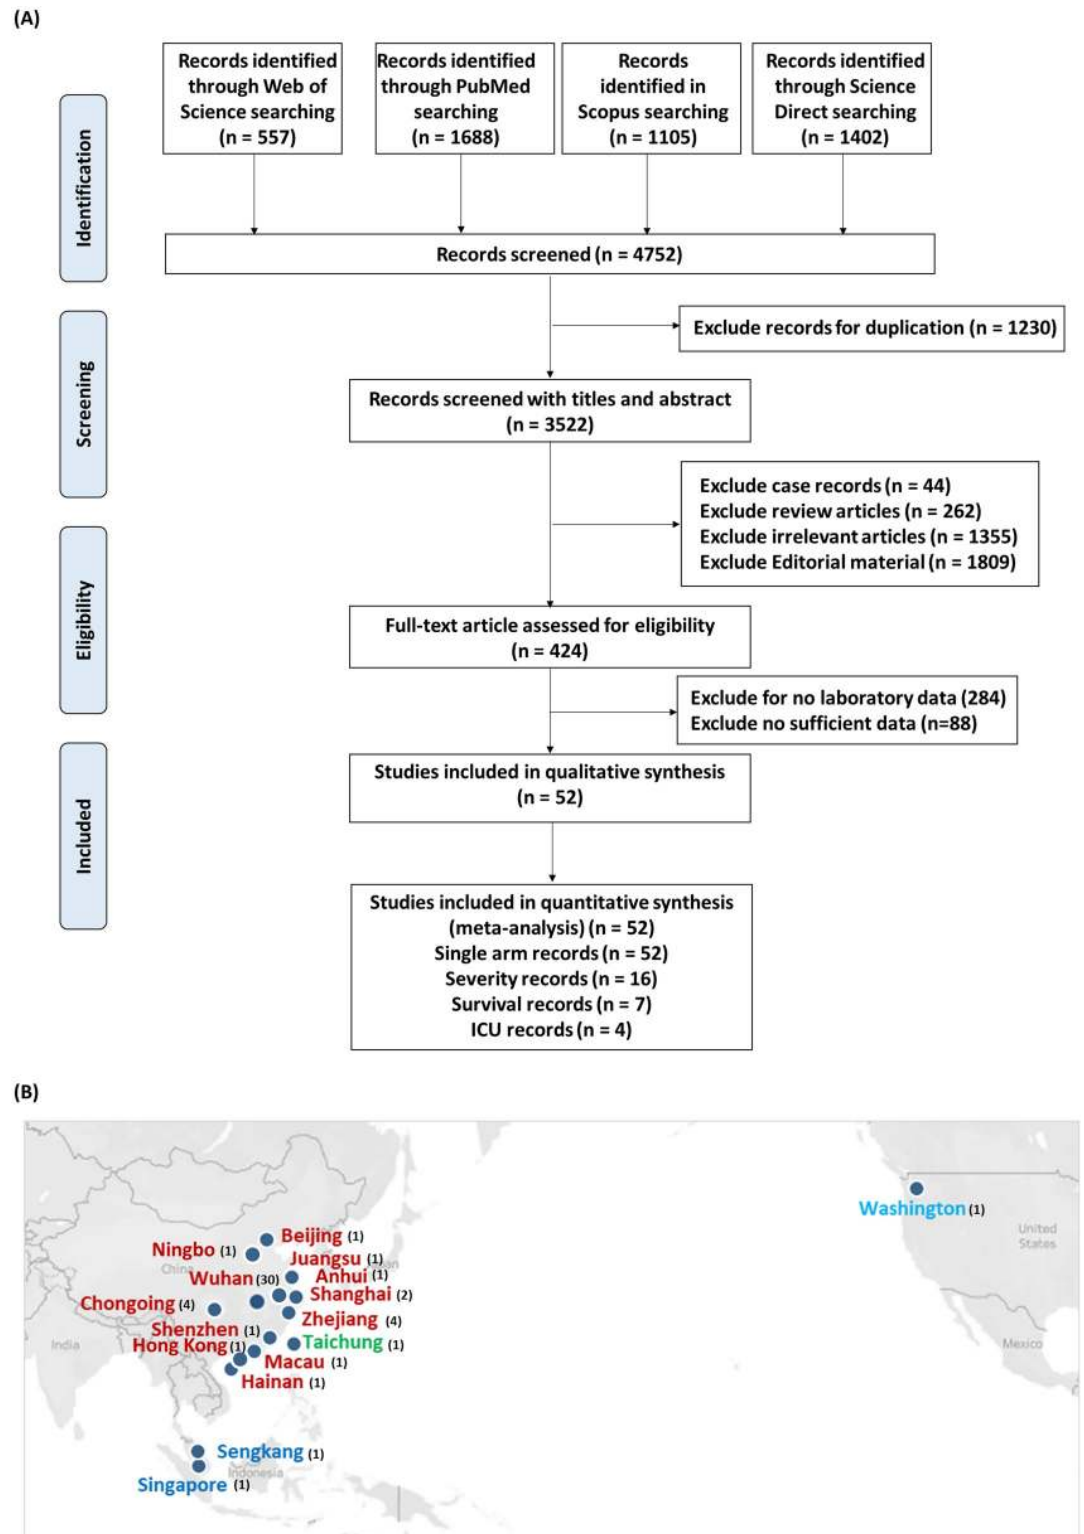 (A)
Records identified
through Web of
Science searching
(n = 557)
Records identified
through PubMed
searching
(n = 1688)
Records
identified in
Scopus searching
(n = 1105)
Records identified
through Science
Direct searching
(n = 1402)
Identification
Records screened (n = 4752)
Exclude records for duplication (n = 1230)
Screening
Records screened with titles and abstract
(n = 3522)
Exclude case records (n = 44)
Exclude review articles (n = 262)
Exclude irrelevant articles (n = 1355)
Exclude Editorial material (n = 1809)
Eligibility
Full-text article assessed for eligibility
(n = 424)
Exclude for no laboratory data (284)
Exclude no sufficient data (n=88)
Included
Studies included in qualitative synthesis
(n = 52)
Studies included in quantitative synthesis
(meta-analysis) (n = 52)
Single arm records (n = 52)
Severity records (n = 16)
Survival records (n = 7)
ICU records (n = 4)
(B)
Washington (1)
United
States
Mexico
Beijing (1)
Ningbo (1)
Juangsu (1)
China
Anhui (1)
Wuhan (30)
Shanghai (2)
Chongoing (4)
Zhejiang (4)
Shenzhen (1)
Taichung (1)
Hong Kong (1)
India
Macau (1)
Hainan (1)
Sengkang (1)
Indonesia
Singapore (1)